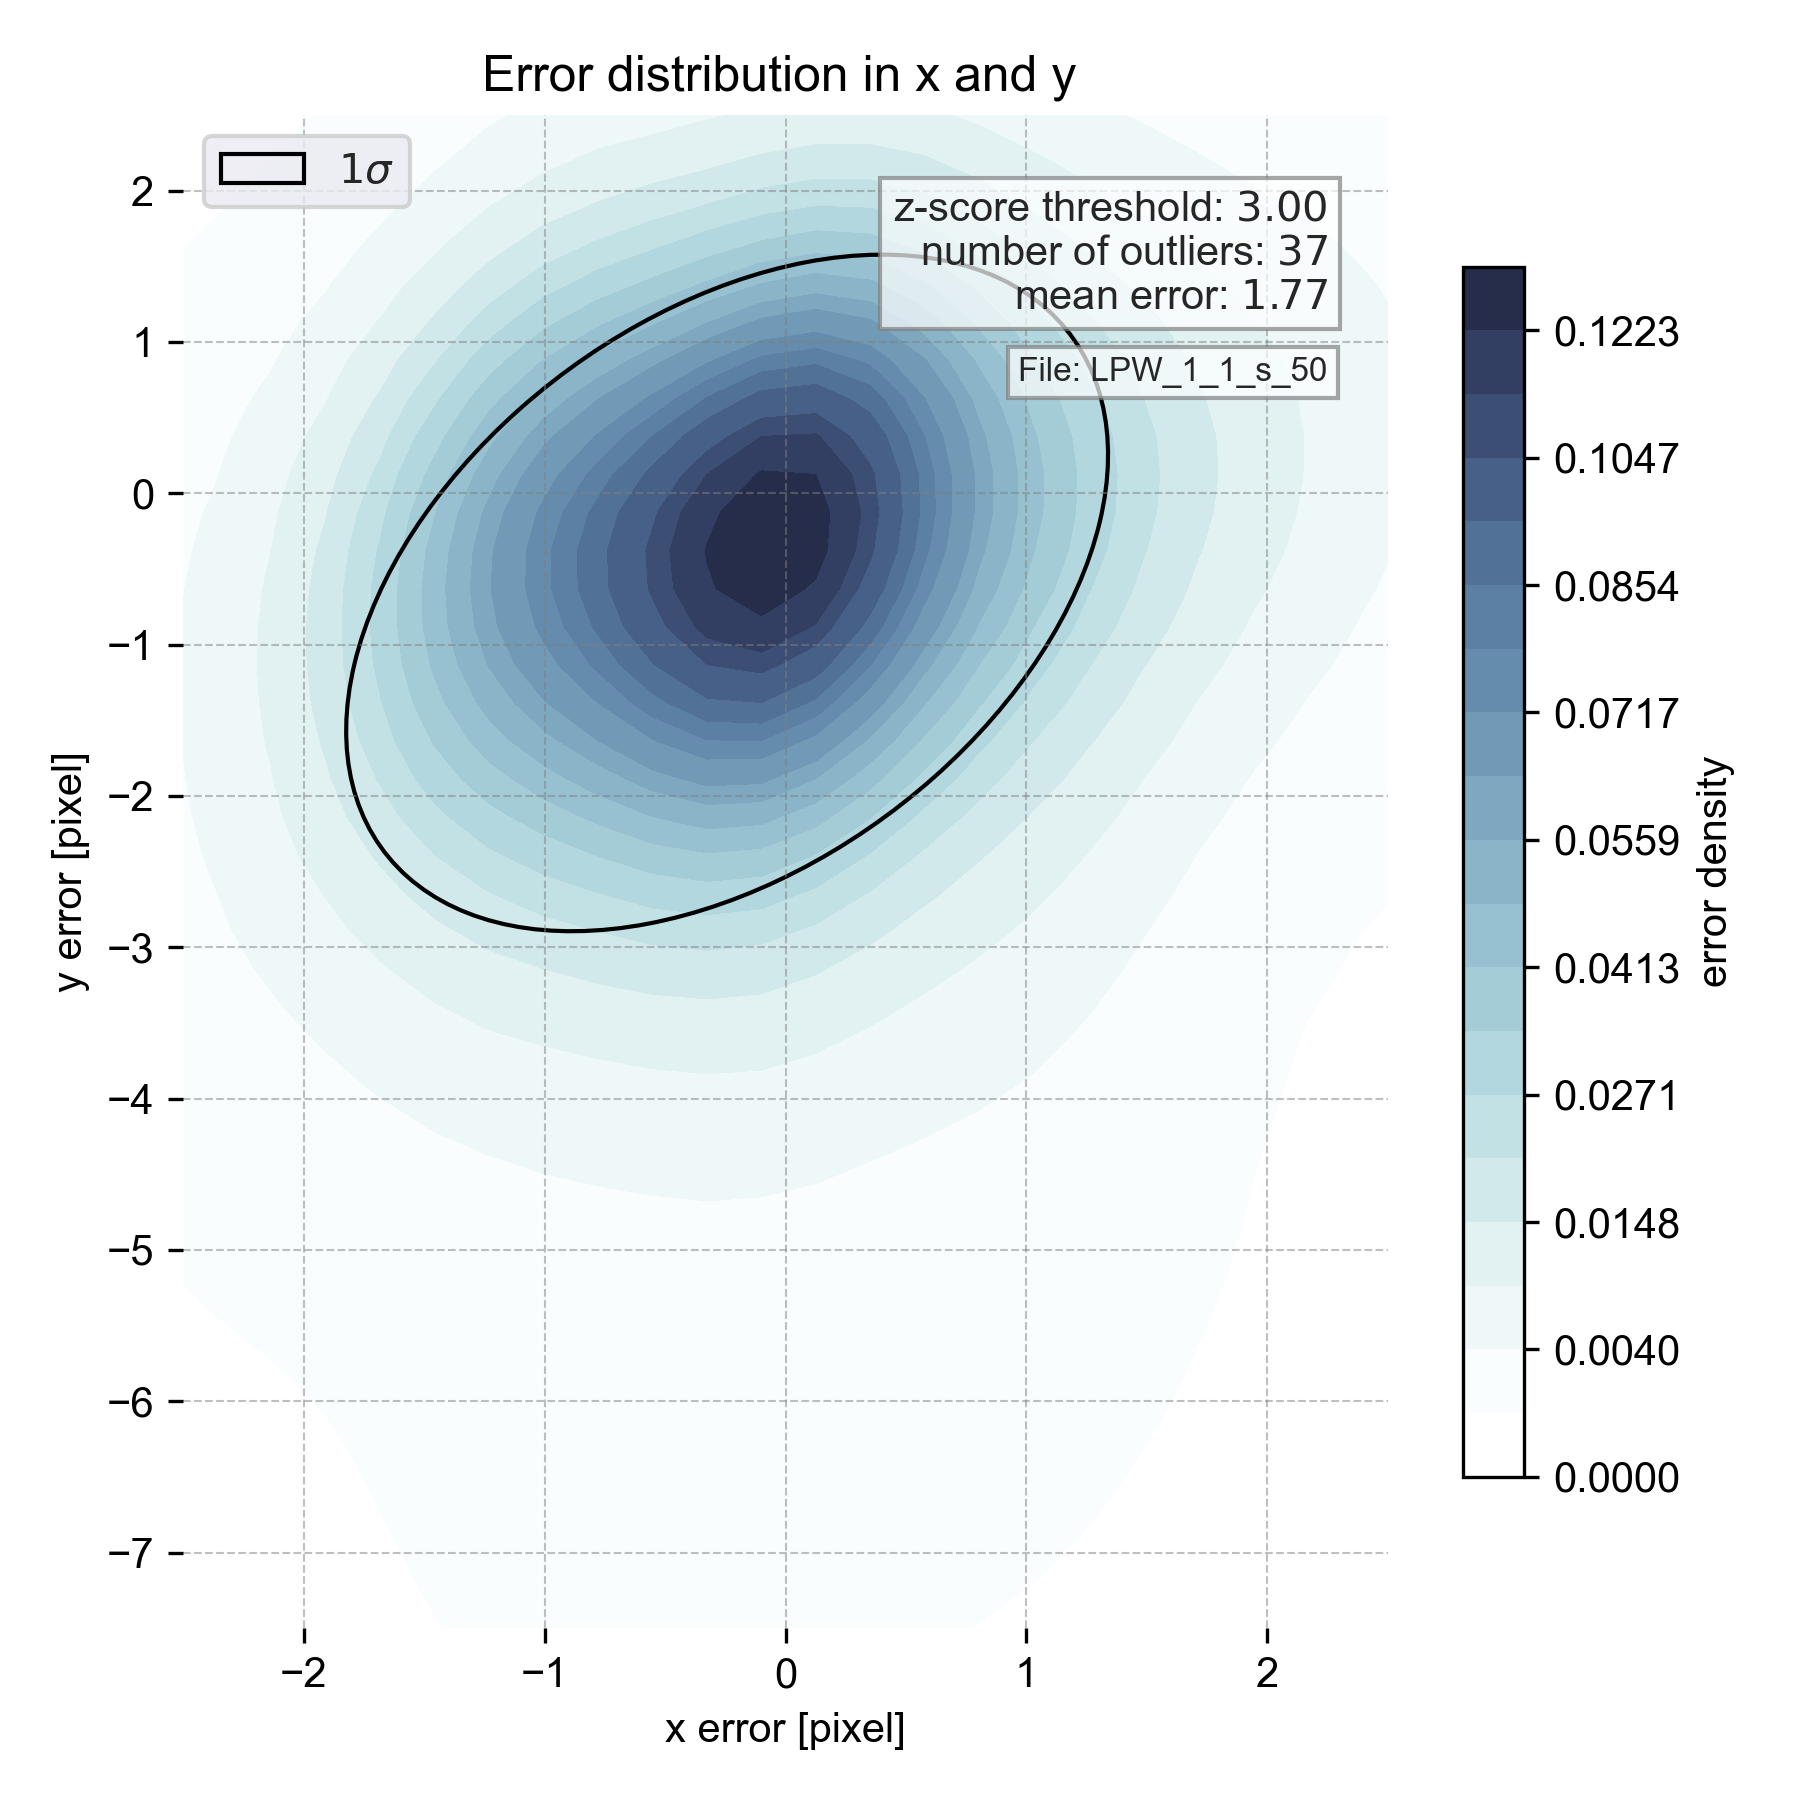 Error distribution in x and y
1σ
z-score threshold: 3.00
number of outliers: 37
mean error: 1.77
File: LPW_1_1_s_50
2
1
0
−1
−2
−3
−4
−5
−6
−7
y error [pixel]
−2
−1
0
1
2
x error [pixel]
0.1223
0.1047
0.0854
0.0717
0.0559
0.0413
0.0271
0.0148
0.0040
0.0000
error density